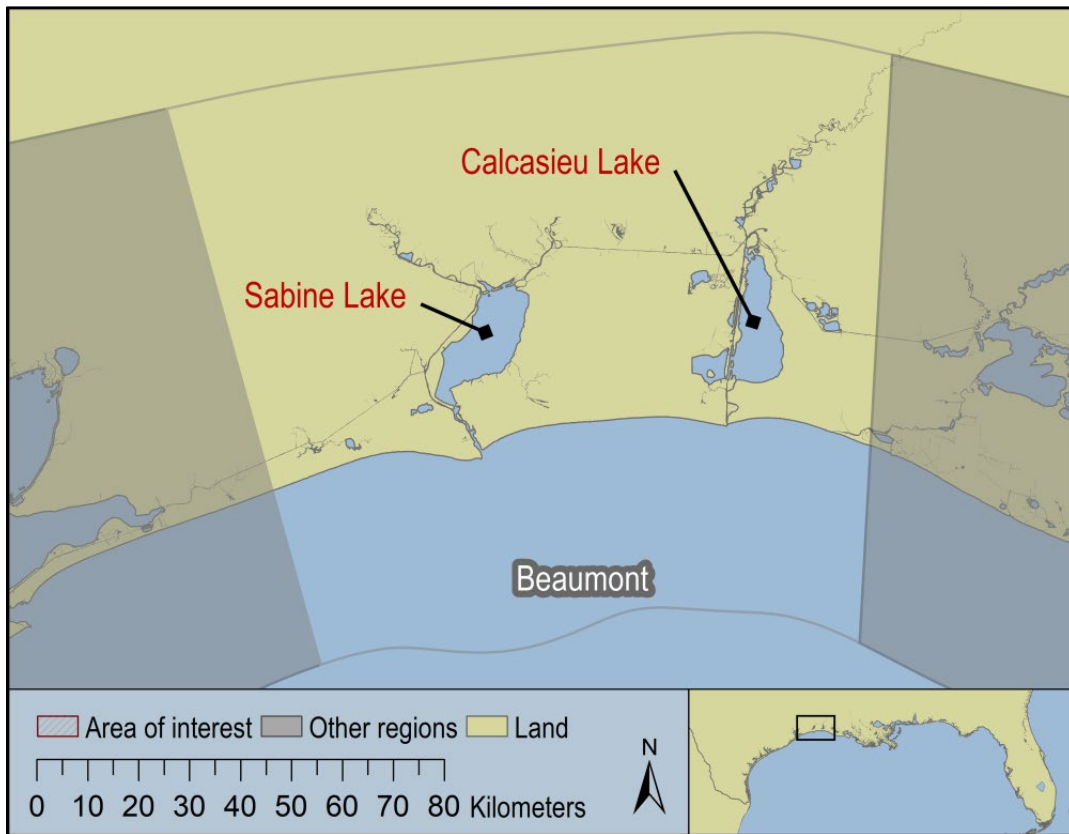 Calcasieu Lake
Sabine Lake
Beaumont
Area of interest Other regions Land
N
0 10 20 30 40 50 60 70 80 Kilometers